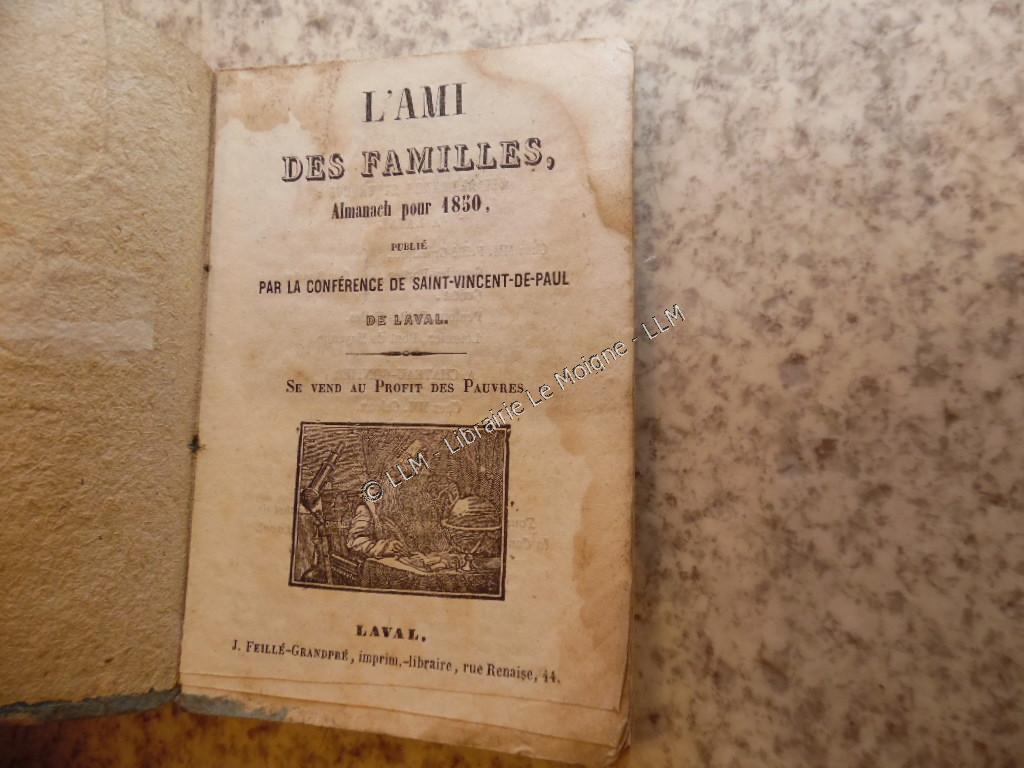 L'AMI
DES FAMILLES,
Almanach pour 1850,
PUBLIÉ
PAR LA CONFÉRENCE DE SAINT-VINCENT-DE-PAUL
DE LAVAL.
SE VEND AU PROFIT DES PAUVRES.
© LLM - Librairie Le Moigne - LLM
LAVAL,
J. FEILLÉ-GRANDPRÉ, imprim.-libraire, rue Renaise, 44.